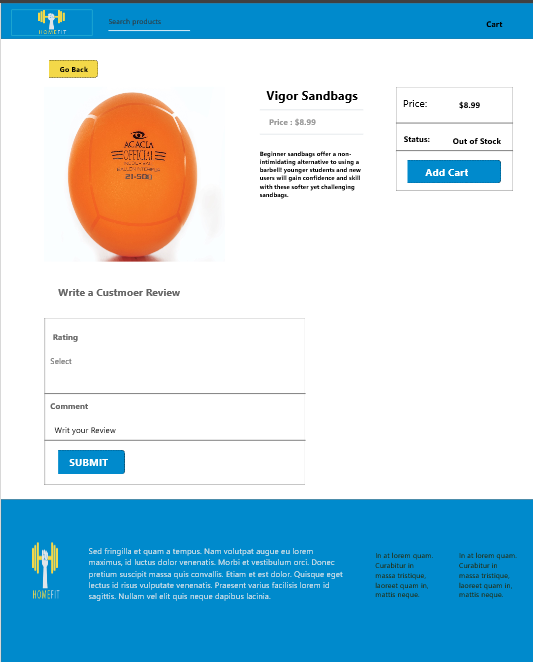 HOMEFIT
Search products
Cart
Go Back
ACACIA
OFFICIAL
Vigor Sandbags
Price : $8.99
Beginner sandbags offer a non-
intimidating alternative to using a
barbell! younger students and new
users will gain confidence and skill
with these softer yet challenging
sandbags.
Price:
$8.99
Status:
Out of Stock
Add Cart
Write a Custmoer Review
Rating
Select
Comment
Writ your Review
SUBMIT
HOMEFIT
Sed fringilla et quam a tempus. Nam volutpat augue eu lorem
maximus, id luctus dolor venenatis. Morbi et vestibulum orci. Donec
pretium suscipit massa quis convallis. Etiam et est dolor. Quisque eget
lectus id risus vulputate venenatis. Praesent varius facilisis lorem id
sagittis. Nullam vel elit quis neque dapibus lacinia.
In at lorem quam.
Curabitur in
massa tristique,
laoreet quam in,
mattis neque.
In at lorem quam.
Curabitur in
massa tristique,
laoreet quam in,
mattis neque.